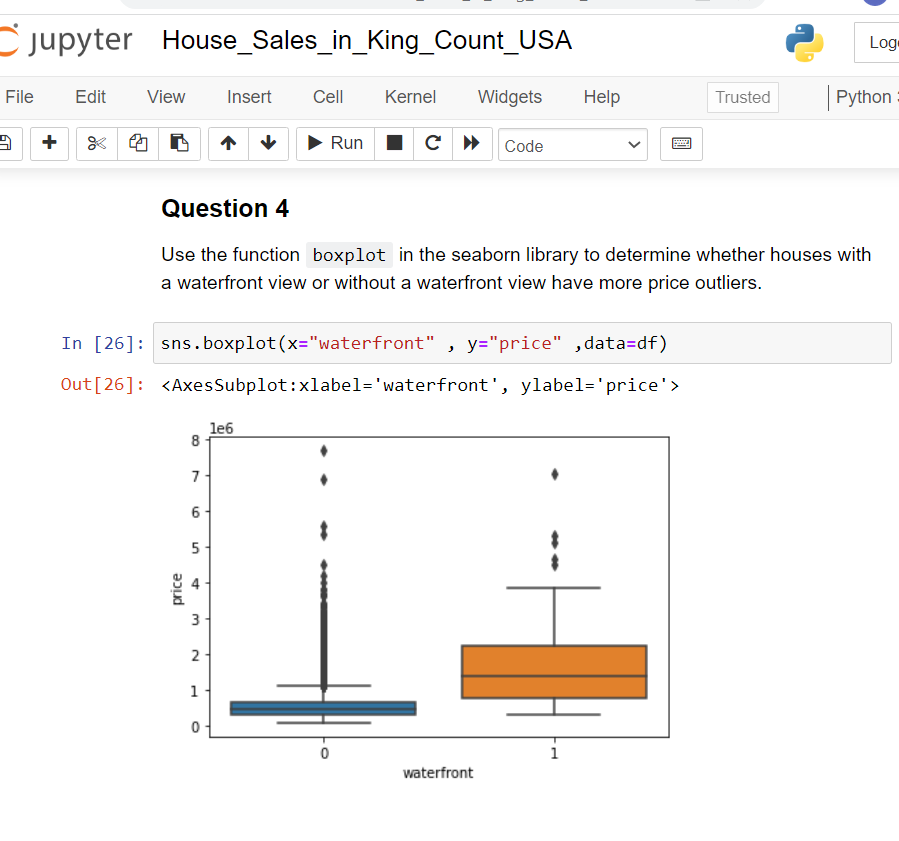 jupyter House_Sales_in_King_Count_USA
File Edit View Insert Cell Kernel Widgets Help Trusted Python
Run Code
Question 4
Use the function boxplot in the seaborn library to determine whether houses with
a waterfront view or without a waterfront view have more price outliers.
In [26]: sns.boxplot(x="waterfront" , y="price" ,data=df)
Out[26]: <AxesSubplot:xlabel='waterfront', ylabel='price'>
1e6
8
7
6
5
4
3
2
1
0
price
0 1
waterfront